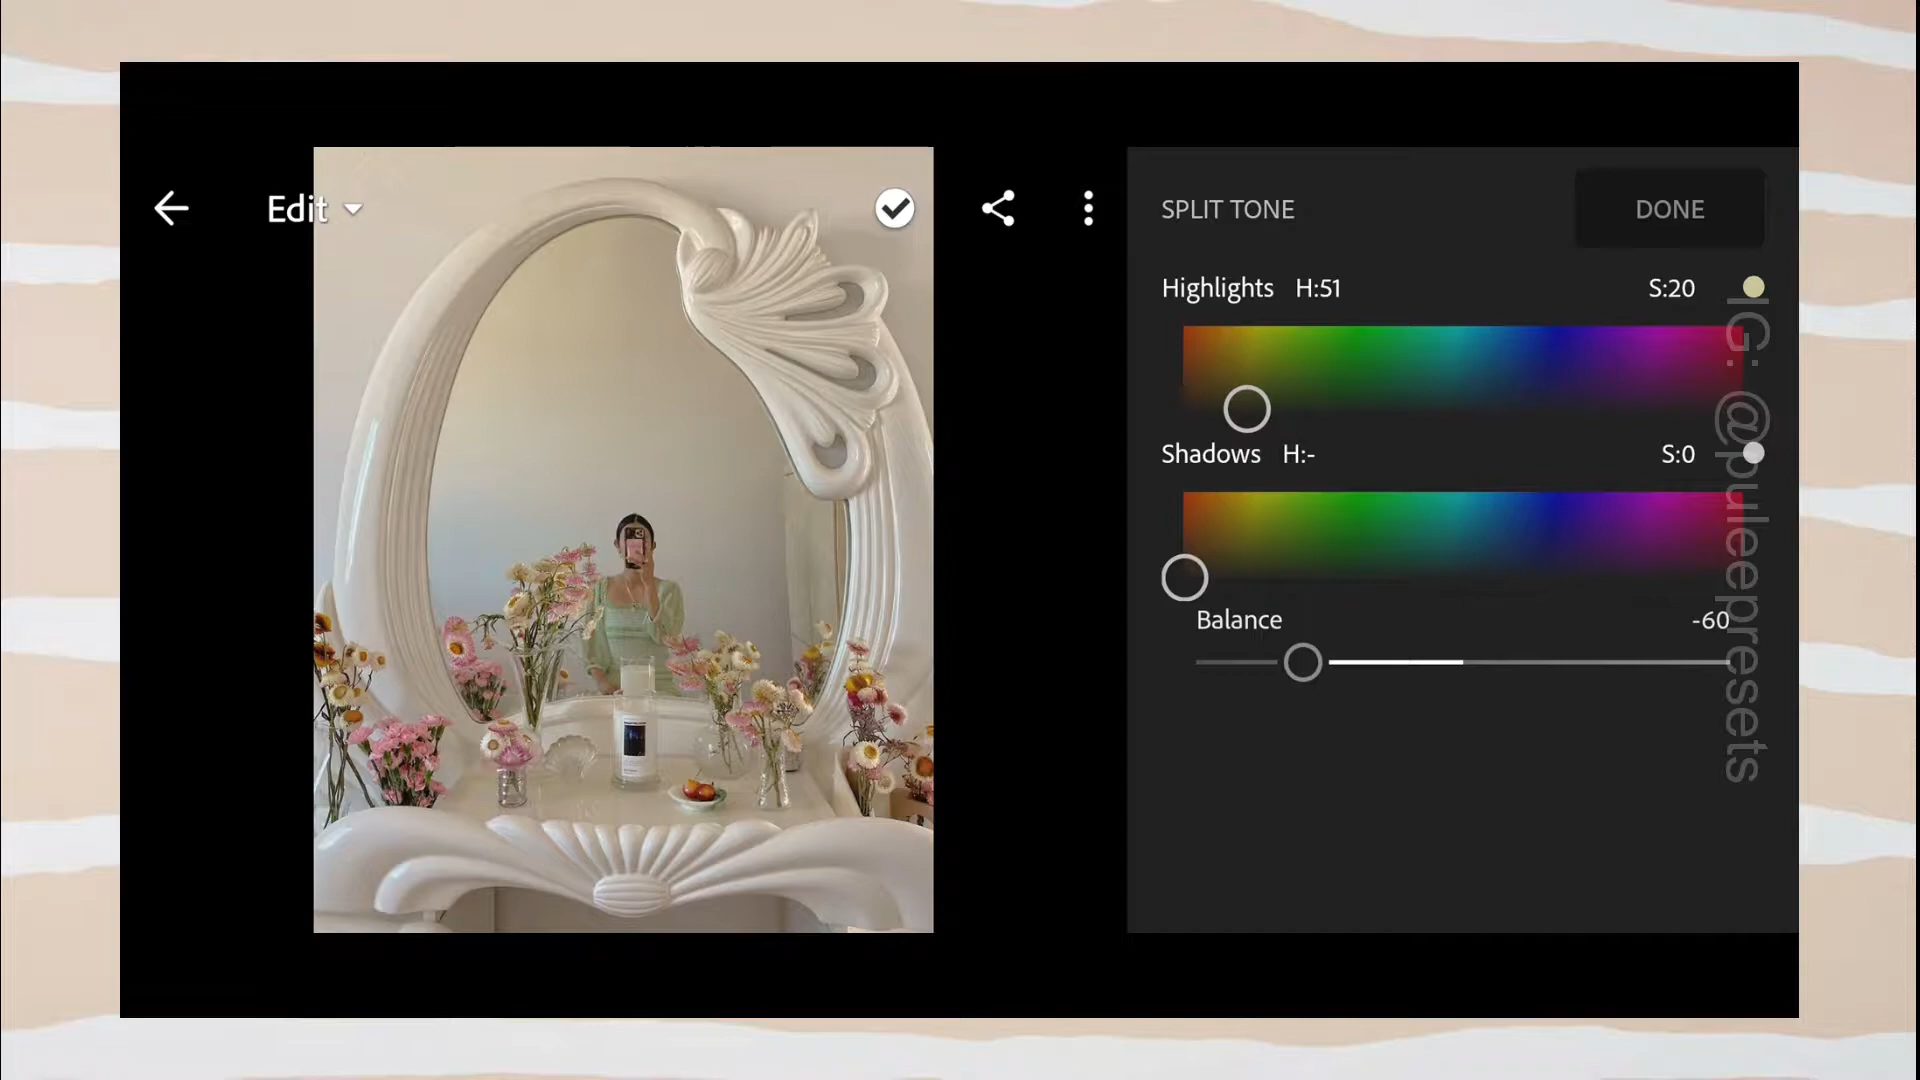 Edit
SPLIT TONE
DONE
Highlights H:51 S:20
Shadows H:- S:0
Balance -60
IG: @puleepresets